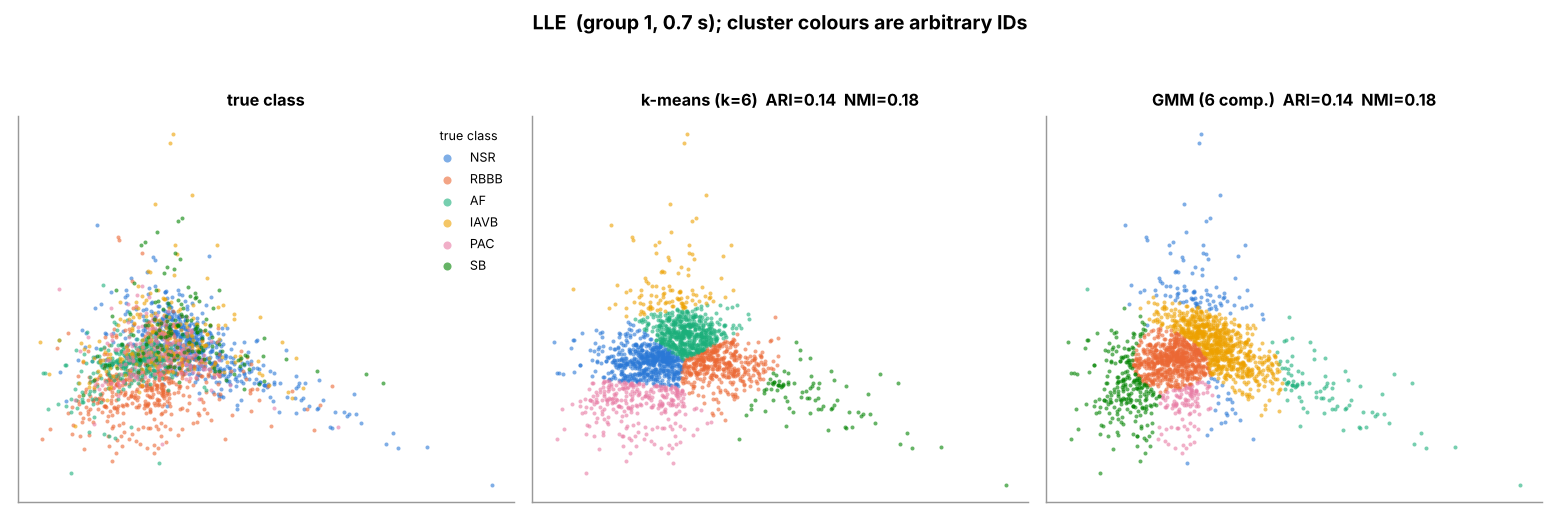 LLE (group 1, 0.7 s); cluster colours are arbitrary IDs
true class
k-means (k=6) ARI=0.14 NMI=0.18
GMM (6 comp.) ARI=0.14 NMI=0.18
true class
NSR
RBBB
AF
IAVB
PAC
SB